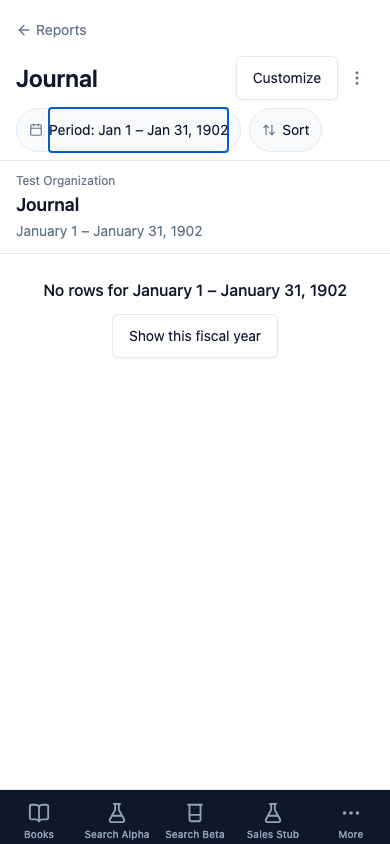 Reports
Journal
Customize
Period: Jan 1 – Jan 31, 1902
Sort
Test Organization
Journal
January 1 – January 31, 1902
No rows for January 1 – January 31, 1902
Show this fiscal year
Books
Search Alpha
Search Beta
Sales Stub
More